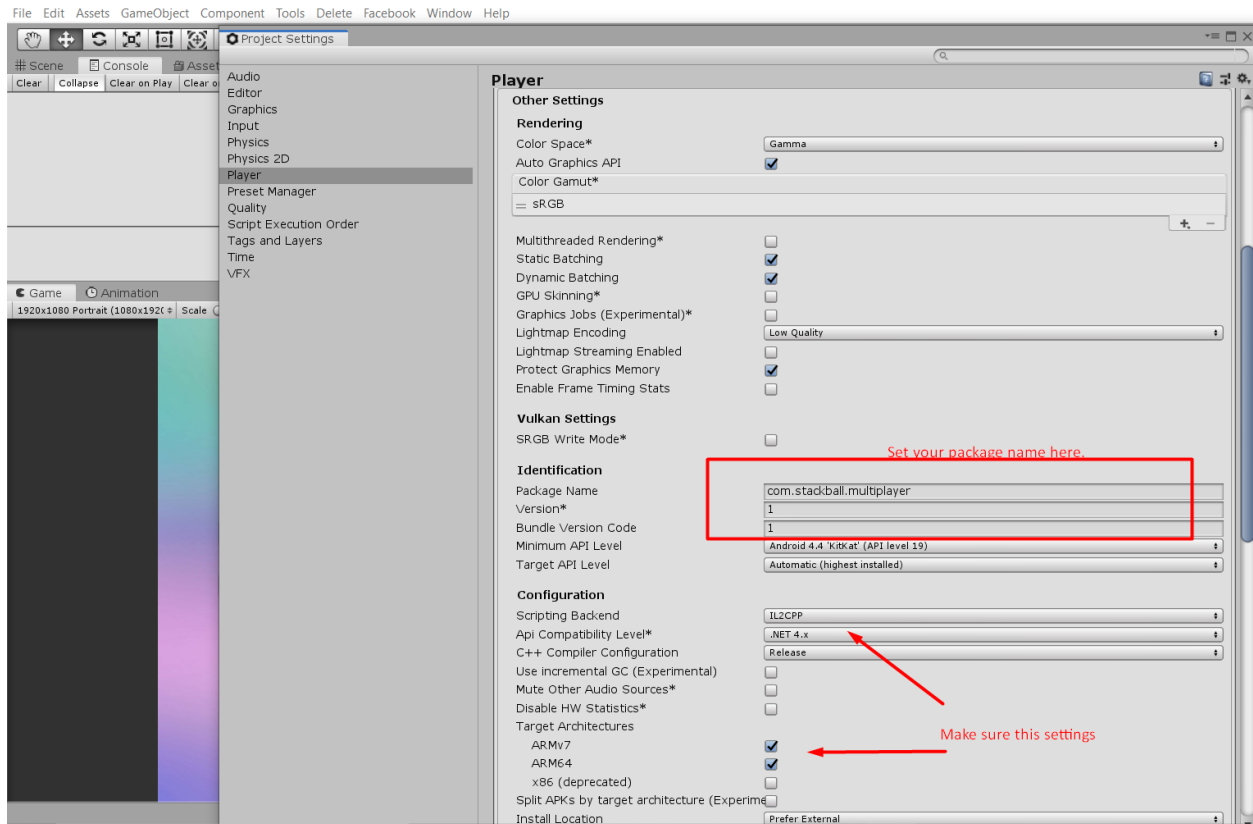 File Edit Assets GameObject Component Tools Delete Facebook Window Help
Project Settings
Scene Console Asset
Clear Collapse Clear on Play Clear o
Audio
Editor
Graphics
Input
Physics
Physics 2D
Player
Preset Manager
Quality
Script Execution Order
Tags and Layers
Time
VFX
Game Animation
1920x1080 Portrait (1080x192( Scale
Player
Other Settings
Rendering
Color Space* Gamma
Auto Graphics API
Color Gamut*
sRGB
Multithreaded Rendering*
Static Batching
Dynamic Batching
GPU Skinning*
Graphics Jobs (Experimental)*
Lightmap Encoding Low Quality
Lightmap Streaming Enabled
Protect Graphics Memory
Enable Frame Timing Stats
Vulkan Settings
SRGB Write Mode*
Set your package name here.
Identification
Package Name com.stackball.multiplayer
Version* 1
Bundle Version Code 1
Minimum API Level Android 4.4 'KitKat' (API level 19)
Target API Level Automatic (highest installed)
Configuration
Scripting Backend IL2CPP
Api Compatibility Level* .NET 4.x
C++ Compiler Configuration Release
Use incremental GC (Experimental)
Mute Other Audio Sources*
Disable HW Statistics*
Target Architectures
Make sure this settings
ARMv7
ARM64
x86 (deprecated)
Split APKs by target architecture (Experime
Install Location Prefer External